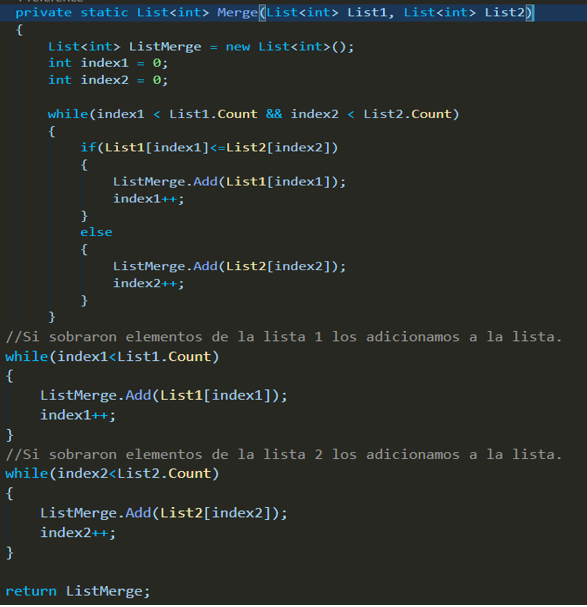 private static List<int> Merge(List<int> List1, List<int> List2)
{
List<int> ListMerge = new List<int>();
int index1 = 0;
int index2 = 0;
while(index1 < List1.Count && index2 < List2.Count)
{
if(List1[index1]<=List2[index2])
{
ListMerge.Add(List1[index1]);
index1++;
}
else
{
ListMerge.Add(List2[index2]);
index2++;
}
}
//Si sobraron elementos de la lista 1 los adicionamos a la lista.
while(index1<List1.Count)
{
ListMerge.Add(List1[index1]);
index1++;
}
//Si sobraron elementos de la lista 2 los adicionamos a la lista.
while(index2<List2.Count)
{
ListMerge.Add(List2[index2]);
index2++;
}
return ListMerge;